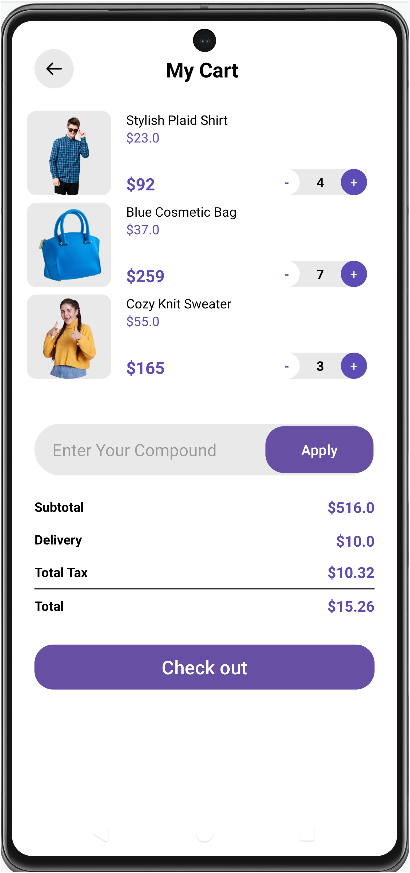 My Cart
Stylish Plaid Shirt
$23.0
$92
- 4 +
Blue Cosmetic Bag
$37.0
$259
- 7 +
Cozy Knit Sweater
$55.0
$165
- 3 +
Enter Your Compound Apply
Subtotal $516.0
Delivery $10.0
Total Tax $10.32
Total $15.26
Check out